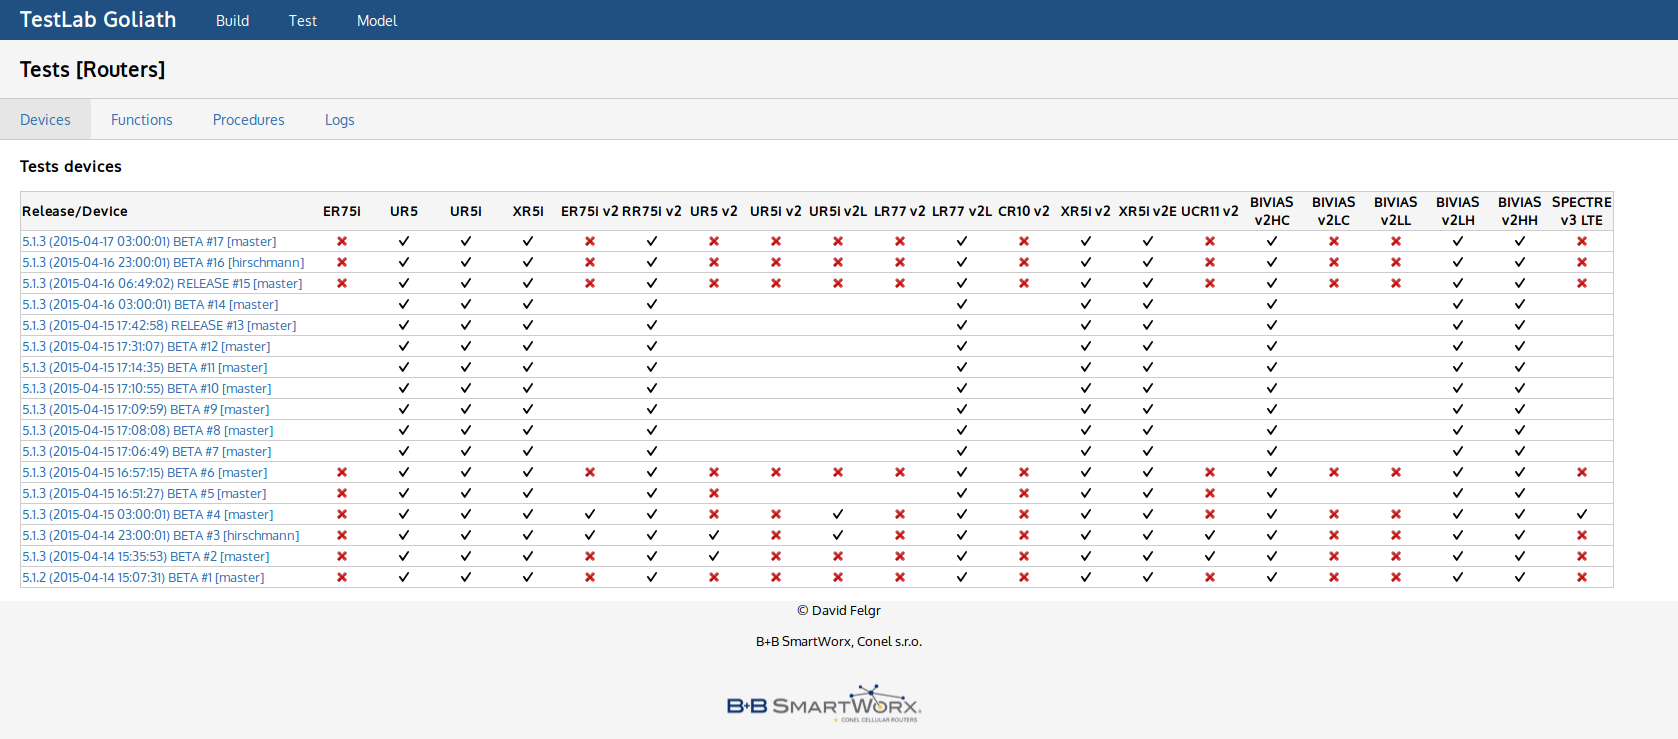 TestLab Goliath Build Test Model
Tests [Routers]
Devices Functions Procedures Logs
Tests devices
Release/Device ER75i UR5 UR5i XR5i ER75i v2 RR75i v2 UR5 v2 UR5i v2 UR5i v2L LR77 v2 LR77 v2L CR10 v2 XR5i v2 XR5i v2E UCR11 v2 BIVIAS v2HC BIVIAS v2LC BIVIAS v2LL BIVIAS v2LH BIVIAS v2HH SPECTRE v3 LTE
5.1.3 (2015-04-17 03:00:01) BETA #17 [master]
5.1.3 (2015-04-16 23:00:01) BETA #16 [hirschmann]
5.1.3 (2015-04-16 06:49:02) RELEASE #15 [master]
5.1.3 (2015-04-16 03:00:01) BETA #14 [master]
5.1.3 (2015-04-15 17:42:58) RELEASE #13 [master]
5.1.3 (2015-04-15 17:31:07) BETA #12 [master]
5.1.3 (2015-04-15 17:14:35) BETA #11 [master]
5.1.3 (2015-04-15 17:10:55) BETA #10 [master]
5.1.3 (2015-04-15 17:09:59) BETA #9 [master]
5.1.3 (2015-04-15 17:08:08) BETA #8 [master]
5.1.3 (2015-04-15 17:06:49) BETA #7 [master]
5.1.3 (2015-04-15 16:57:15) BETA #6 [master]
5.1.3 (2015-04-15 16:51:27) BETA #5 [master]
5.1.3 (2015-04-15 03:00:01) BETA #4 [master]
5.1.3 (2015-04-14 23:00:01) BETA #3 [hirschmann]
5.1.3 (2015-04-14 15:35:53) BETA #2 [master]
5.1.2 (2015-04-14 15:07:31) BETA #1 [master]
© David Felgr
B+B SmartWorx, Conel s.r.o.
B+B SMARTWORX
CONEL CELLULAR ROUTERS